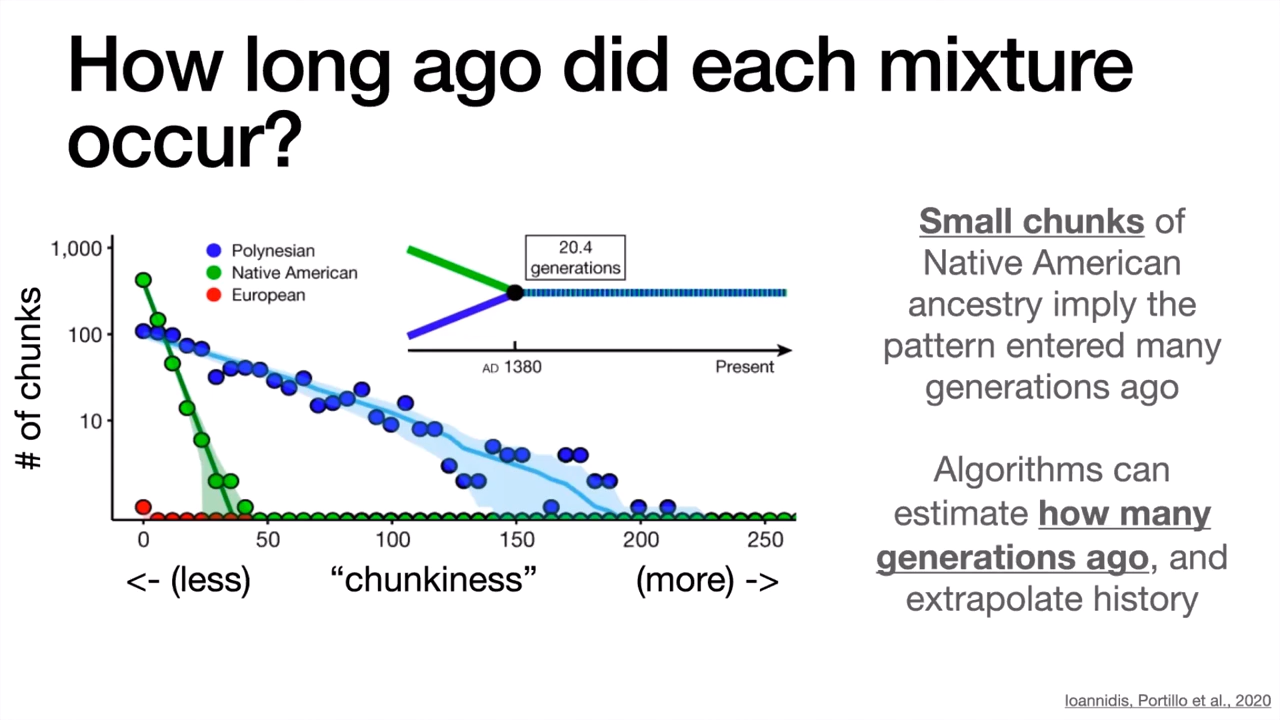 How long ago did each mixture
occur?
# of chunks
1,000
100
10
Polynesian
Native American
European
20.4
generations
AD 1380
Present
0
50
100
150
200
250
<- (less)
“chunkiness”
(more) ->
Small chunks of
Native American
ancestry imply the
pattern entered many
generations ago
Algorithms can
estimate how many
generations ago, and
extrapolate history
Ioannidis, Portillo et al., 2020